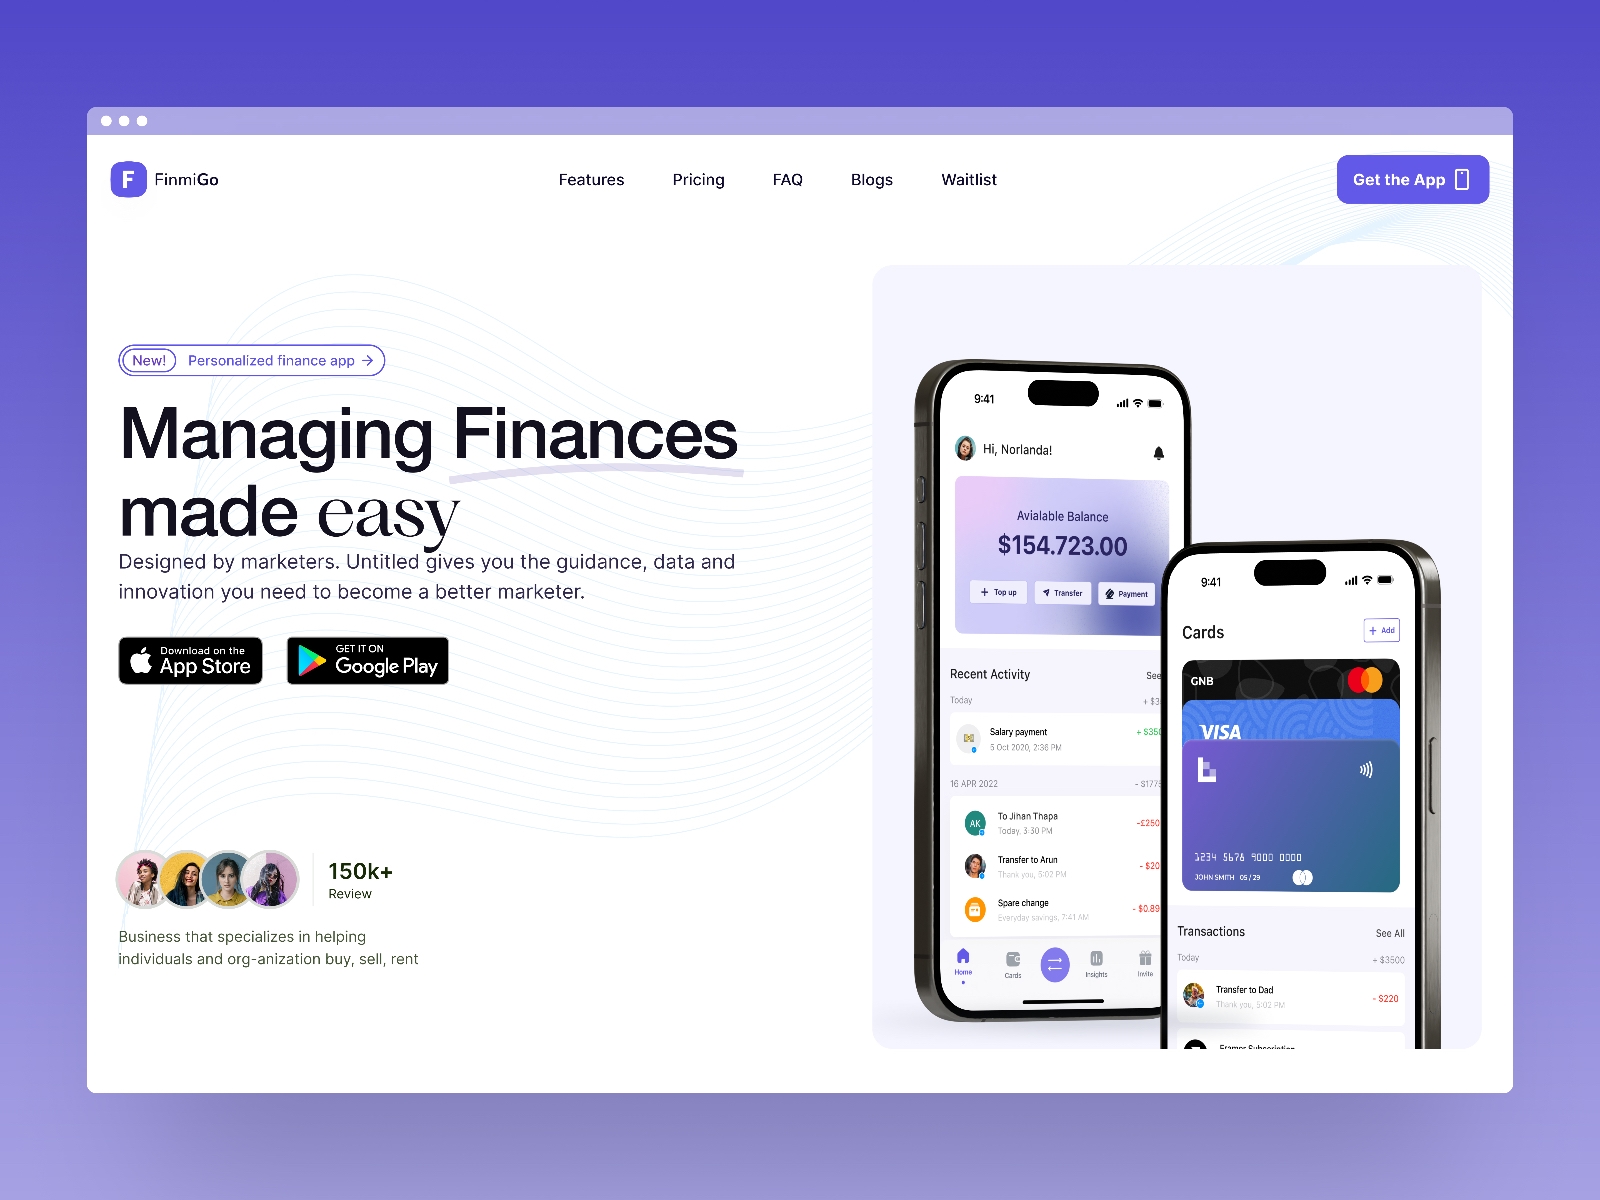 F FinmiGo
Features Pricing FAQ Blogs Waitlist
Get the App
New! Personalized finance app →
Managing Finances
made easy
Designed by marketers. Untitled gives you the guidance, data and
innovation you need to become a better marketer.
Download on the
App Store
GET IT ON
Google Play
150k+
Review
Business that specializes in helping
individuals and org-anization buy, sell, rent
9:41
Hi, Norlanda!
Avialable Balance
$154.723.00
+ Top up
Transfer
Payment
Recent Activity See
Today + $3
Salary payment + $350
5 Oct 2020, 2:36 PM
16 APR 2022 - $177
AK
To Jihan Thapa -£250
Today, 3:30 PM
Transfer to Arun - $20
Thank you, 5:02 PM
Spare change - $0.89
Everyday savings, 7:41 AM
Home Cards Insights Invite
9:41
Cards + Add
GNB
VISA
1234 5678 9000 0000
JOHN SMITH 05/29
Transactions See All
Today + $3500
Transfer to Dad - $220
Thank you, 5:02 PM